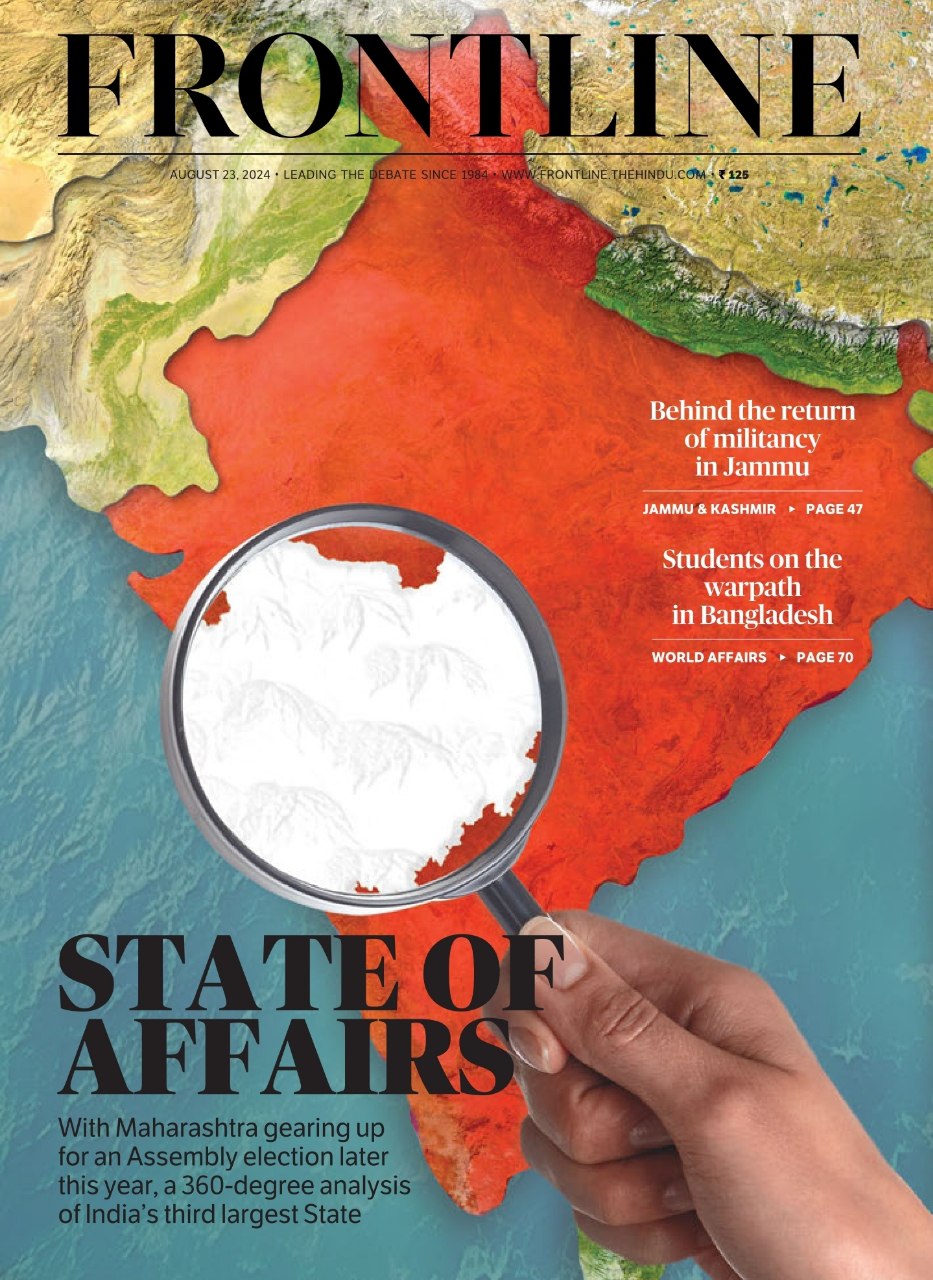 FRONTLINE
AUGUST 23, 2024 • LEADING THE DEBATE SINCE 1984 • WWW.FRONTLINE.THEHINDU.COM • ₹ 125
Behind the return
of militancy
in Jammu
JAMMU & KASHMIR ▸ PAGE 47
Students on the
warpath
in Bangladesh
WORLD AFFAIRS ▸ PAGE 70
STATE OF
AFFAIRS
With Maharashtra gearing up
for an Assembly election later
this year, a 360-degree analysis
of India’s third largest State